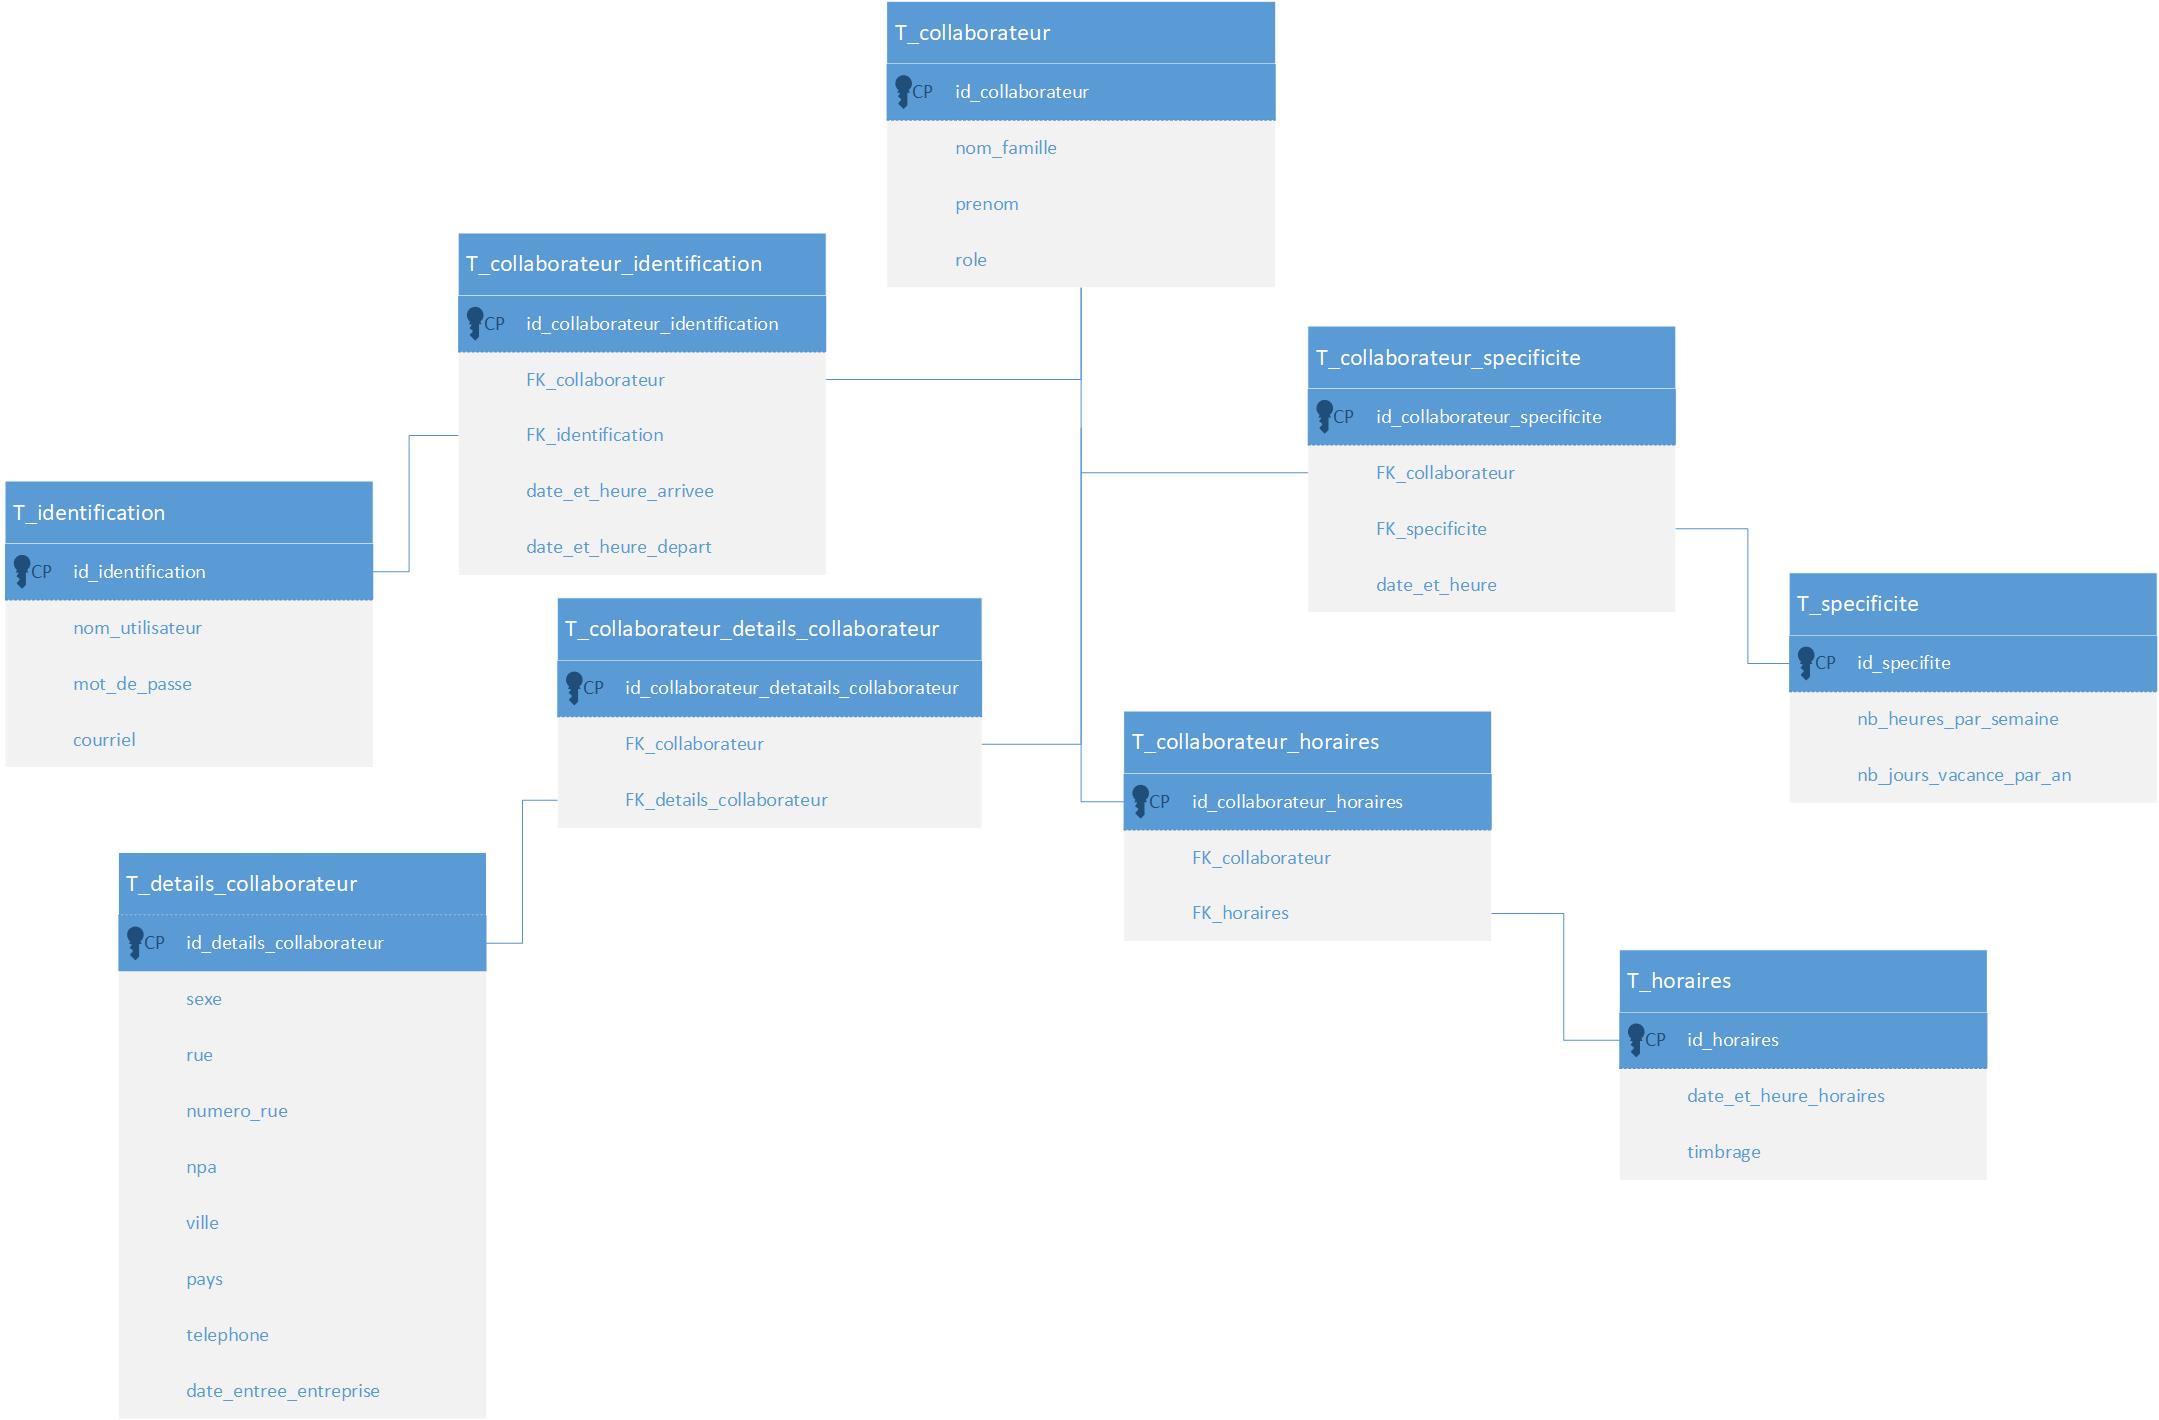 T_collaborateur
CP id_collaborateur
nom_famille
prenom
role
T_collaborateur_identification
CP id_collaborateur_identification
FK_collaborateur
FK_identification
date_et_heure_arrivee
date_et_heure_depart
T_collaborateur_specificite
CP id_collaborateur_specificite
FK_collaborateur
FK_specificite
date_et_heure
T_identification
CP id_identification
nom_utilisateur
mot_de_passe
courriel
T_specificite
CP id_specifite
nb_heures_par_semaine
nb_jours_vacance_par_an
T_collaborateur_details_collaborateur
CP id_collaborateur_detatails_collaborateur
FK_collaborateur
FK_details_collaborateur
T_collaborateur_horaires
CP id_collaborateur_horaires
FK_collaborateur
FK_horaires
T_details_collaborateur
CP id_details_collaborateur
sexe
rue
numero_rue
npa
ville
pays
telephone
date_entree_entreprise
T_horaires
CP id_horaires
date_et_heure_horaires
timbrage